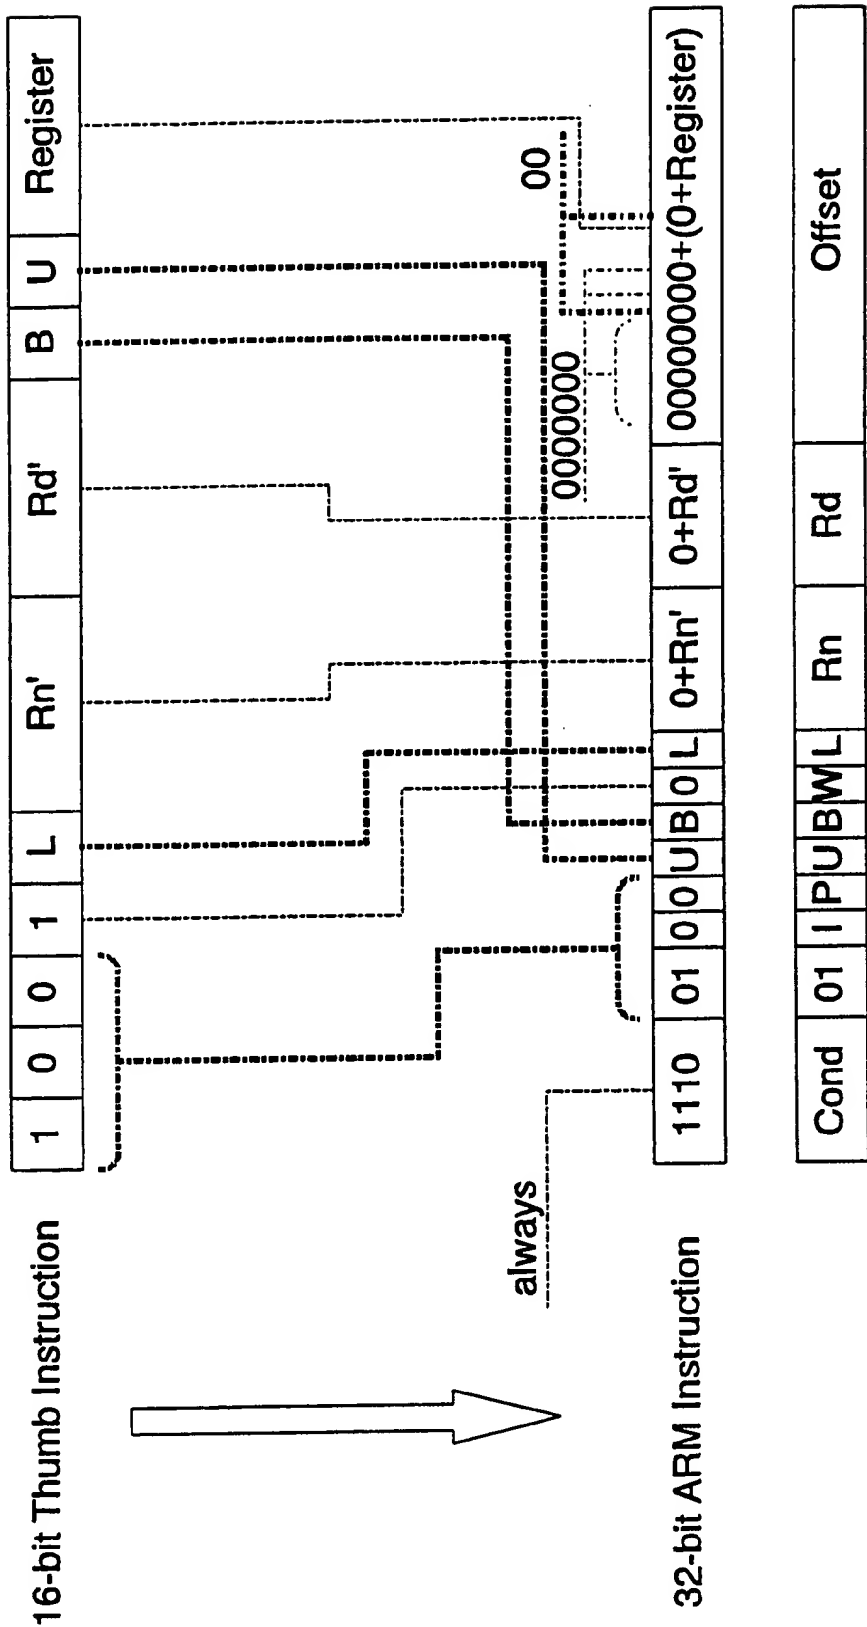 16-bit Thumb Instruction
1 0 0 1 L Rn' Rd' B U Register
always
00
0000000
32-bit ARM Instruction
1110 01 0 0 U B 0 L 0+Rn' 0+Rd' 00000000+(0+Register)
Cond 01 I P U B W L Rn Rd Offset